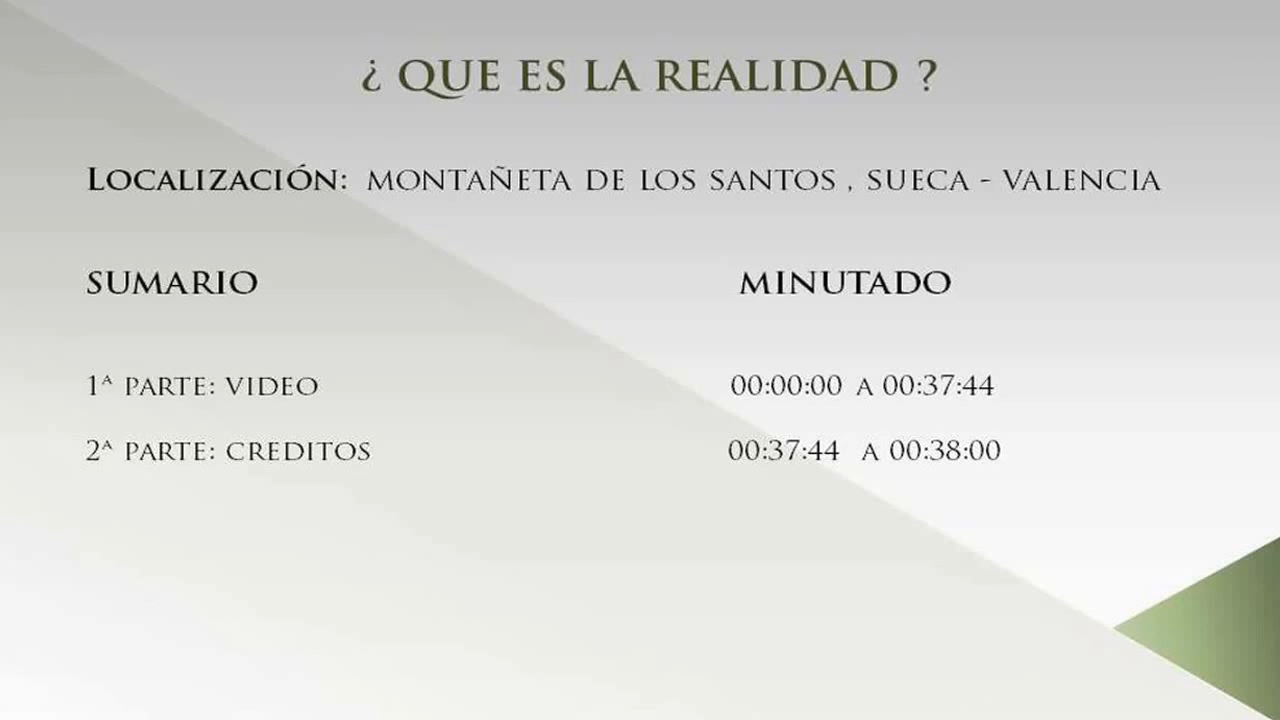 ¿ QUE ES LA REALIDAD ?
LOCALIZACIÓN: MONTAÑETA DE LOS SANTOS , SUECA - VALENCIA
SUMARIO MINUTADO
1ª PARTE: VIDEO 00:00:00 A 00:37:44
2ª PARTE: CREDITOS 00:37:44 A 00:38:00